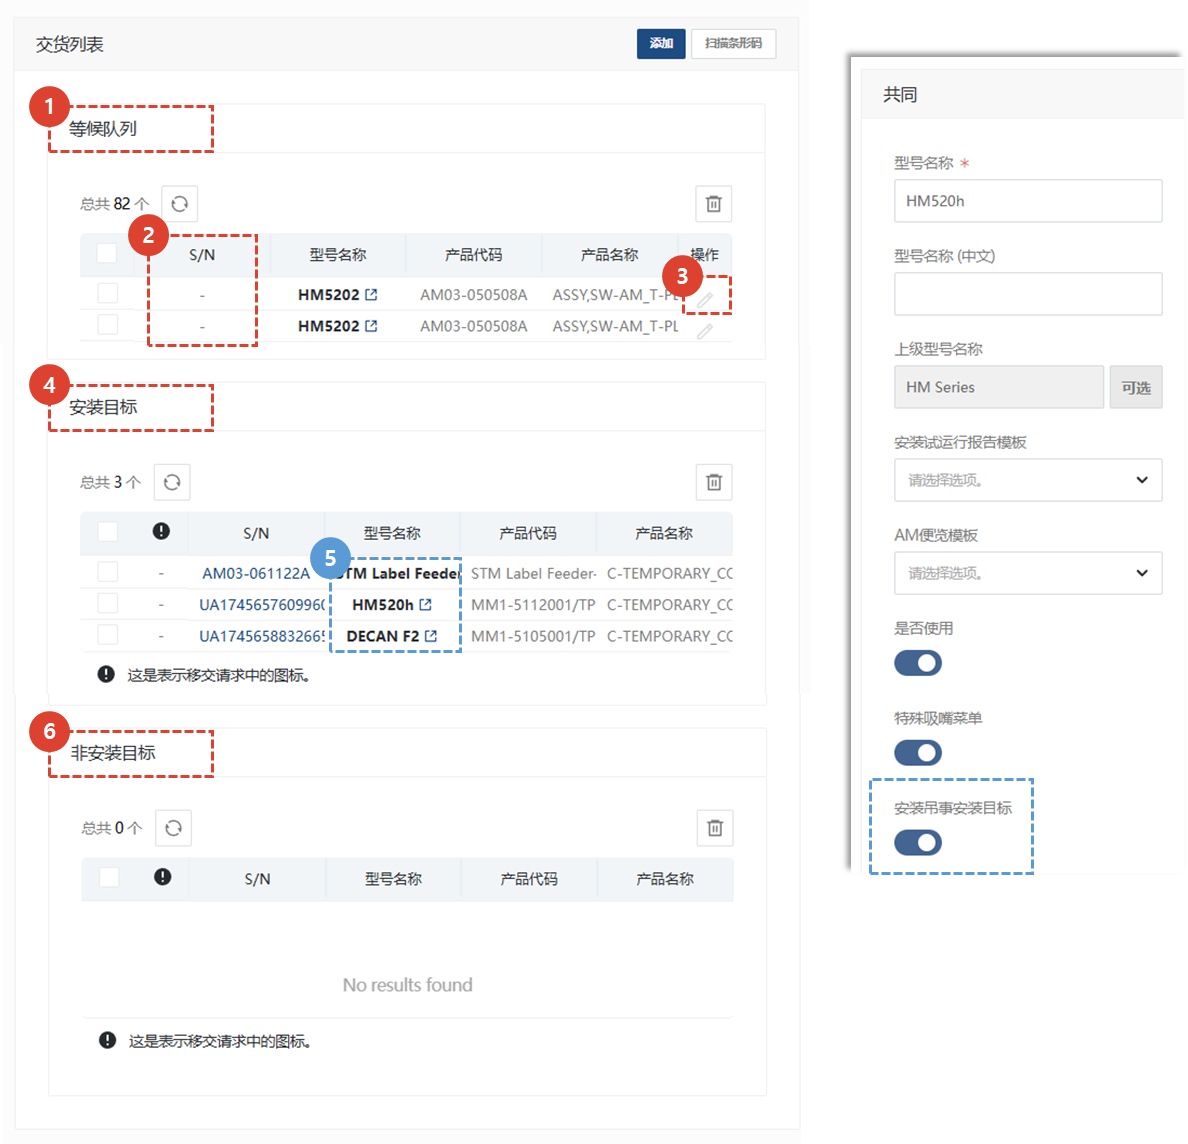 交货列表
添加
扫描条形码
1
等候队列
总共 82 个
2
S/N 型号名称 产品代码 产品名称 操作
3
- HM5202 AM03-050508A ASSY,SW-AM_T-PL
- HM5202 AM03-050508A ASSY,SW-AM_T-PL
4
安装目标
总共 3 个
S/N 型号名称 产品代码 产品名称
5
- AM03-061122A STM Label Feeder STM Label Feeder- C-TEMPORARY_CC
- UA174565760996( HM520h MM1-5112001/TP C-TEMPORARY_CC
- UA174565883266 DECAN F2 MM1-5105001/TP C-TEMPORARY_CC
这是表示移交请求中的图标。
6
非安装目标
总共 0 个
S/N 型号名称 产品代码 产品名称
No results found
这是表示移交请求中的图标。
共同
型号名称 *
HM520h
型号名称 (中文)
上级型号名称
HM Series
可选
安装试运行报告模板
请选择选项。
AM便览模板
请选择选项。
是否使用
特殊吸嘴菜单
安装吊事安装目标